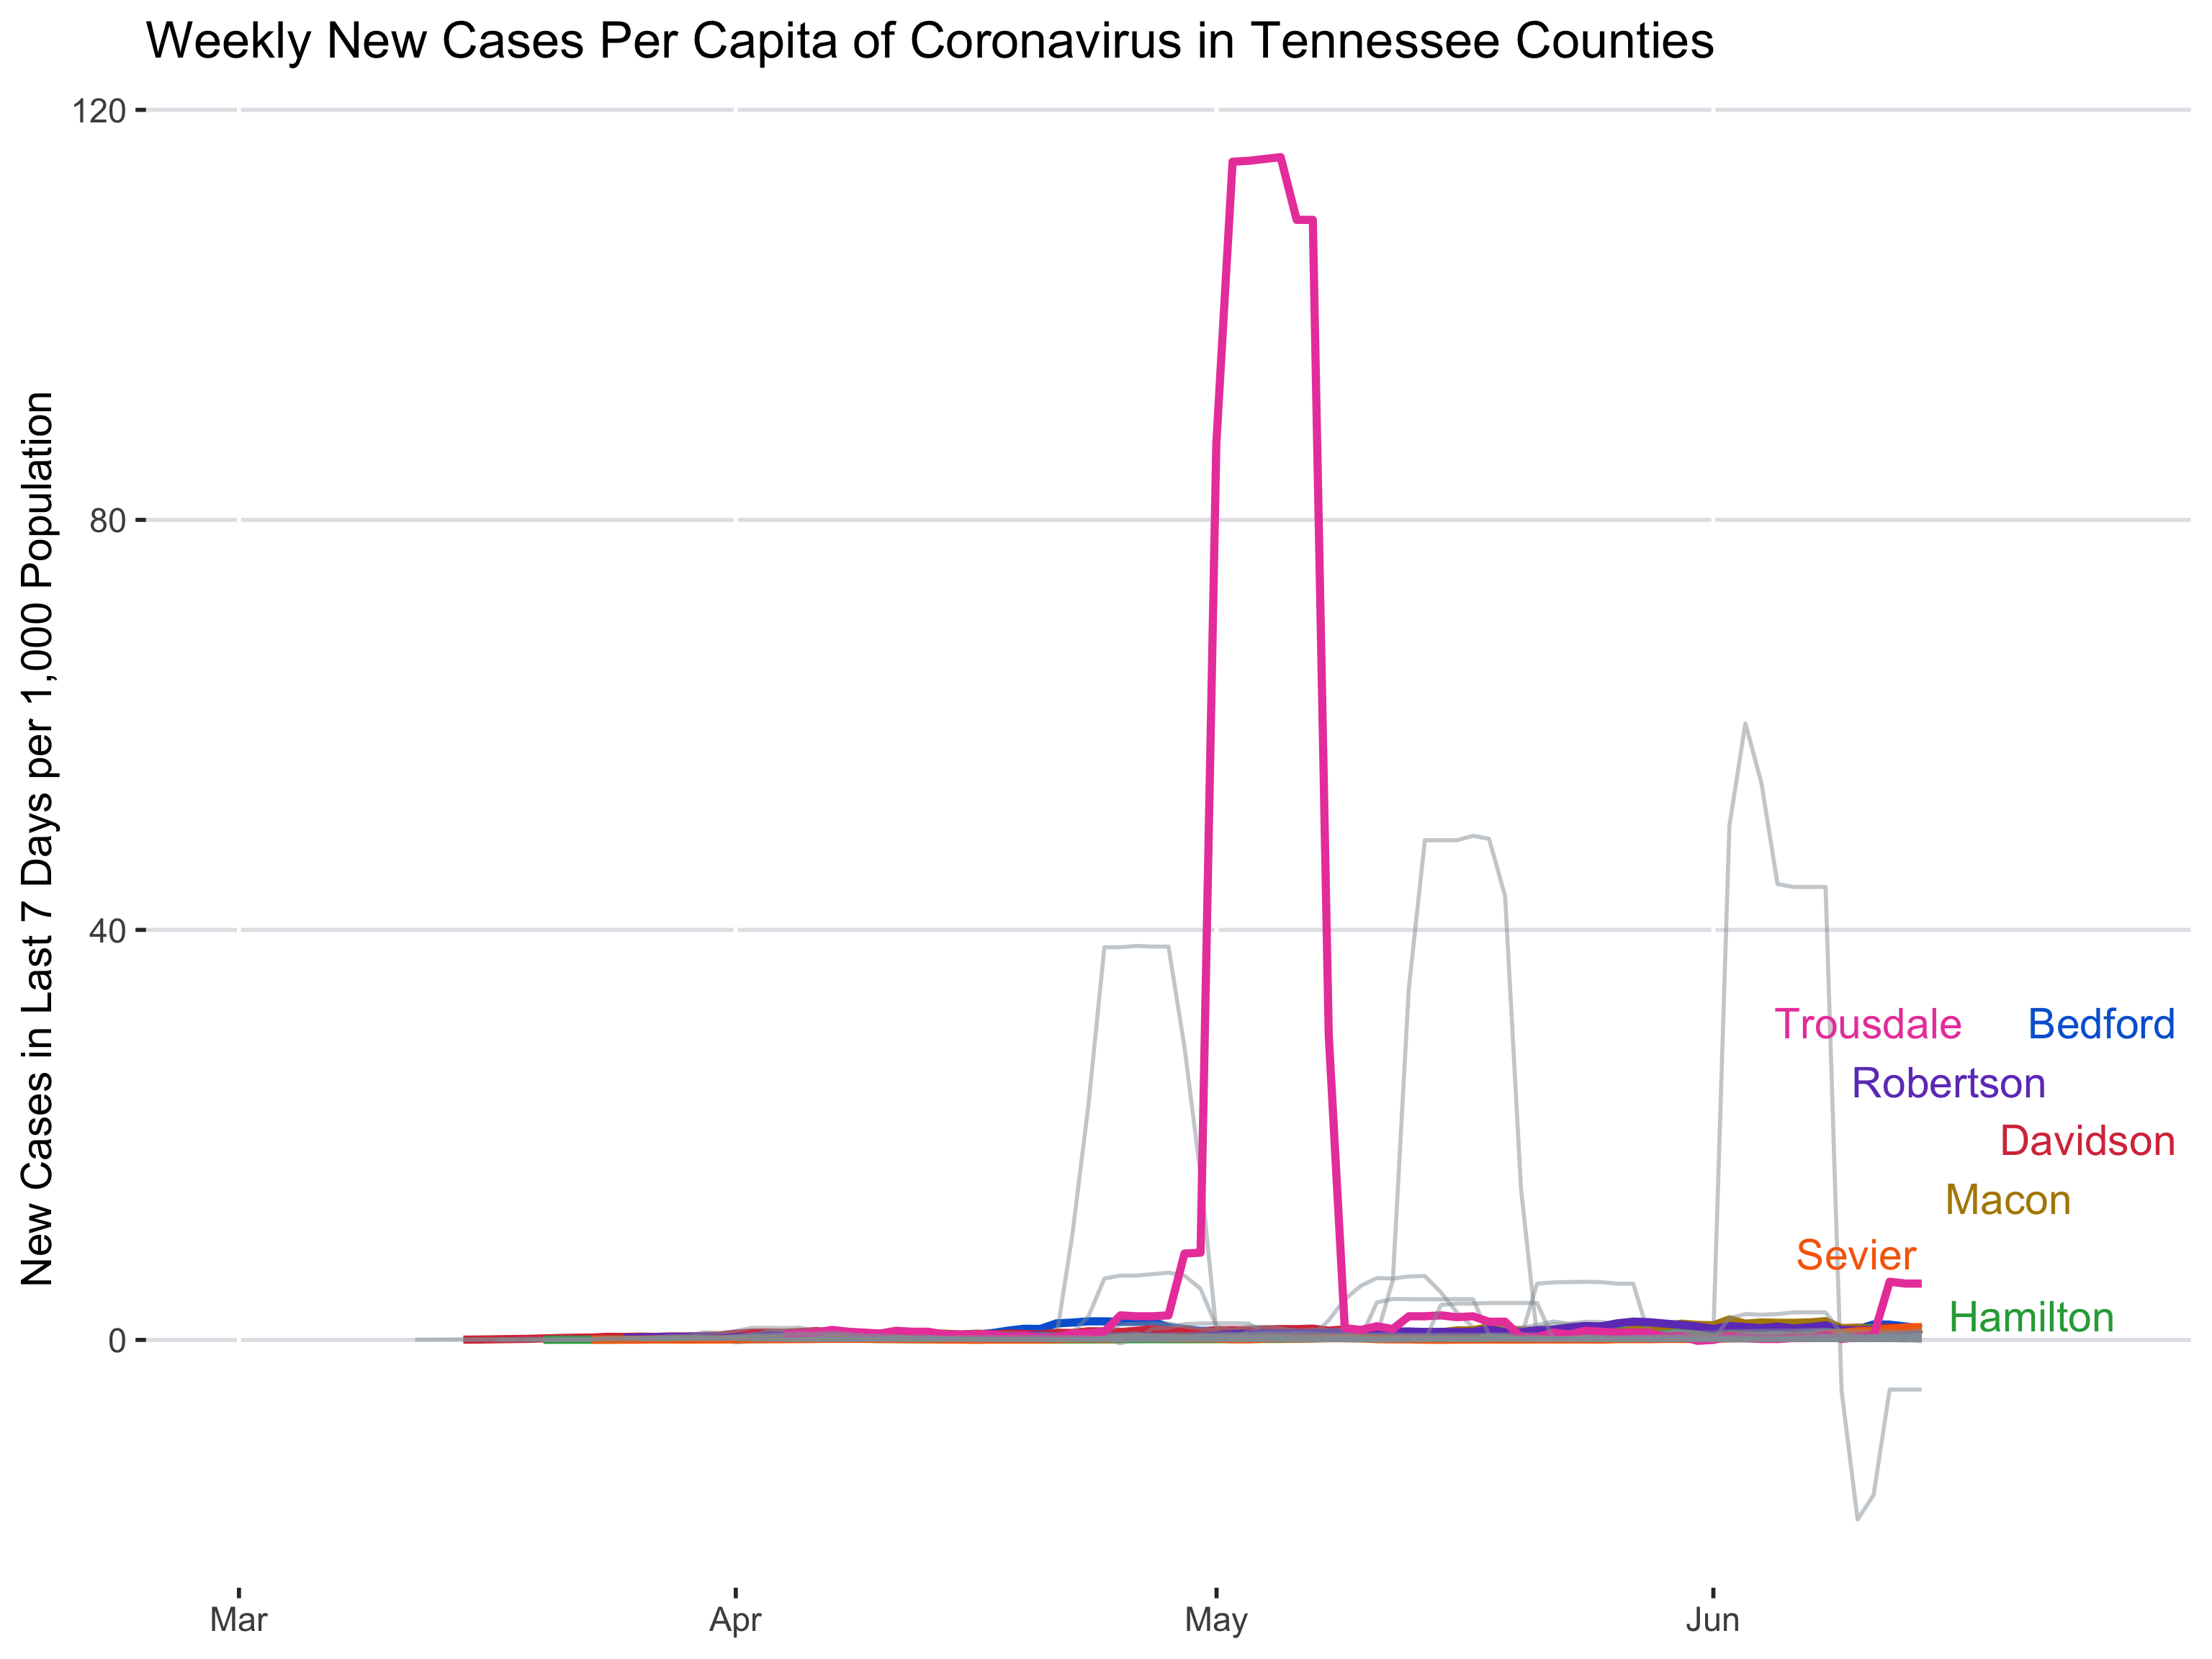 Weekly New Cases Per Capita of Coronavirus in Tennessee Counties
New Cases in Last 7 Days per 1,000 Population
120
80
40
0
Trousdale Bedford
Robertson
Davidson
Macon
Sevier
Hamilton
Mar Apr May Jun